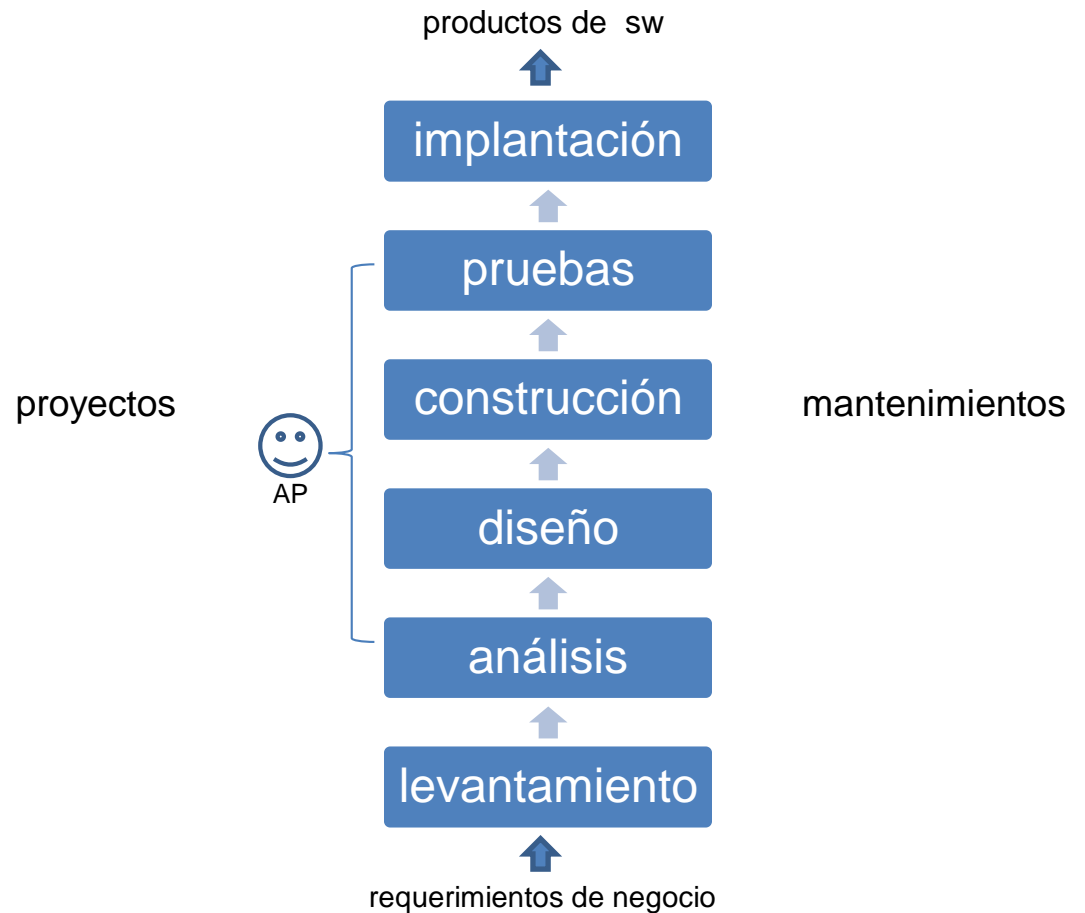 productos de sw
implantación
pruebas
construcción
proyectos
mantenimientos
AP
diseño
análisis
levantamiento
requerimientos de negocio